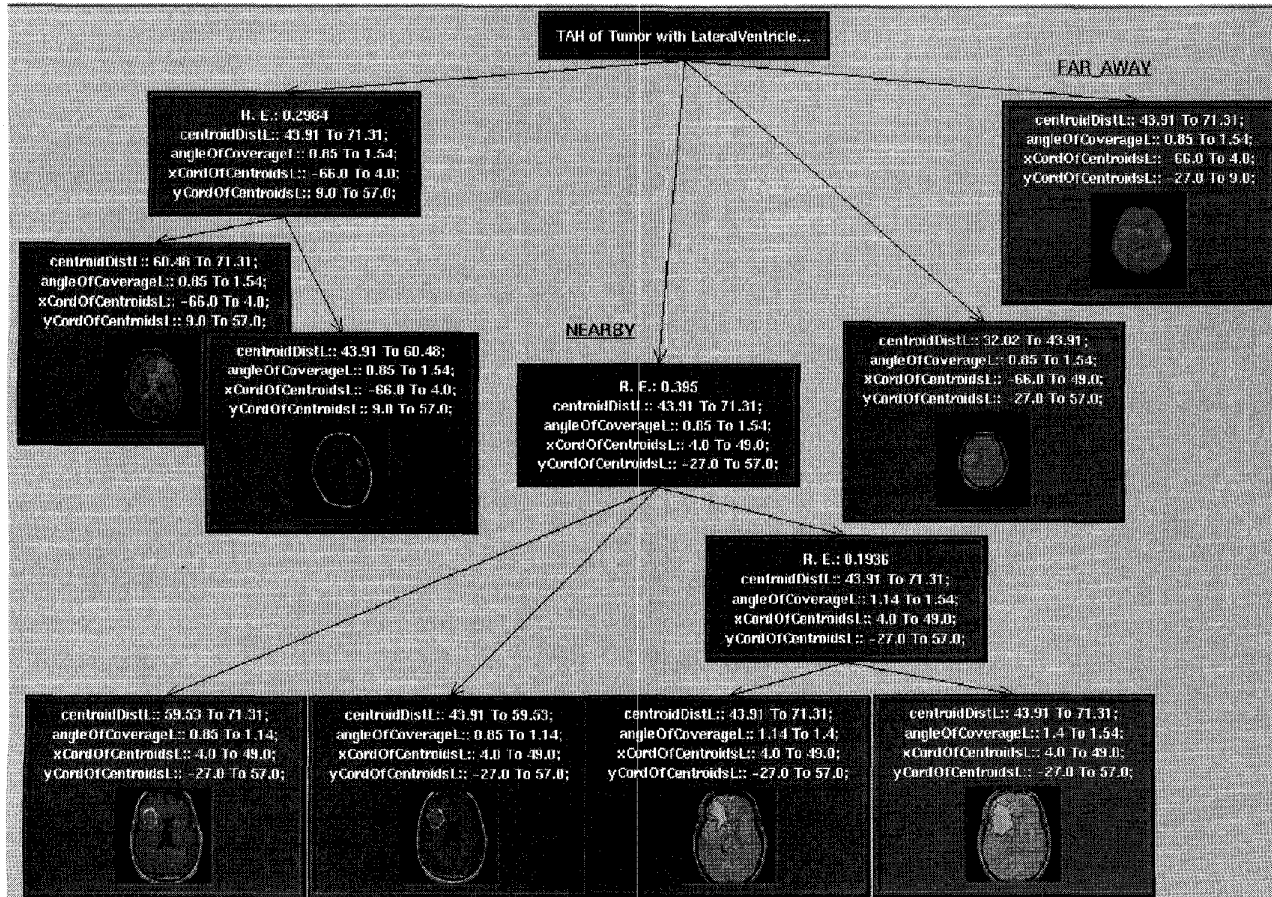 TAH of Tumor with LateralVentricle...
FAR_AWAY
R. E.: 0.2984
centroidDistL:: 43.91 To 71.31;
angleOfCoverageL:: 0.85 To 1.54;
xCordOfCentroidsL:: -66.0 To 4.0;
yCordOfCentroidsL:: 9.0 To 57.0;
centroidDistL:: 43.91 To 71.31;
angleOfCoverageL:: 0.85 To 1.54;
xCordOfCentroidsL:: -66.0 To 4.0;
yCordOfCentroidsL:: -27.0 To 9.0;
centroidDistL:: 60.48 To 71.31;
angleOfCoverageL:: 0.85 To 1.54;
xCordOfCentroidsL:: -66.0 To 4.0;
yCordOfCentroidsL:: 9.0 To 57.0;
centroidDistL:: 43.91 To 60.48;
angleOfCoverageL:: 0.85 To 1.54;
xCordOfCentroidsL:: -66.0 To 4.0;
yCordOfCentroidsL:: 9.0 To 57.0;
NEARBY
R. E.: 0.395
centroidDistL:: 43.91 To 71.31;
angleOfCoverageL:: 0.85 To 1.54;
xCordOfCentroidsL:: 4.0 To 49.0;
yCordOfCentroidsL:: -27.0 To 57.0;
centroidDistL:: 32.02 To 43.91;
angleOfCoverageL:: 0.85 To 1.54;
xCordOfCentroidsL:: -66.0 To 49.0;
yCordOfCentroidsL:: -27.0 To 57.0;
R. E.: 0.1936
centroidDistL:: 43.91 To 71.31;
angleOfCoverageL:: 1.14 To 1.54;
xCordOfCentroidsL:: 4.0 To 49.0;
yCordOfCentroidsL:: -27.0 To 57.0;
centroidDistL:: 59.53 To 71.31;
angleOfCoverageL:: 0.85 To 1.14;
xCordOfCentroidsL:: 4.0 To 49.0;
yCordOfCentroidsL:: -27.0 To 57.0;
centroidDistL:: 43.91 To 59.53;
angleOfCoverageL:: 0.85 To 1.14;
xCordOfCentroidsL:: 4.0 To 49.0;
yCordOfCentroidsL:: -27.0 To 57.0;
centroidDistL:: 43.91 To 71.31;
angleOfCoverageL:: 1.14 To 1.4;
xCordOfCentroidsL:: 4.0 To 49.0;
yCordOfCentroidsL:: -27.0 To 57.0;
centroidDistL:: 43.91 To 71.31;
angleOfCoverageL:: 1.4 To 1.54;
xCordOfCentroidsL:: 4.0 To 49.0;
yCordOfCentroidsL:: -27.0 To 57.0;